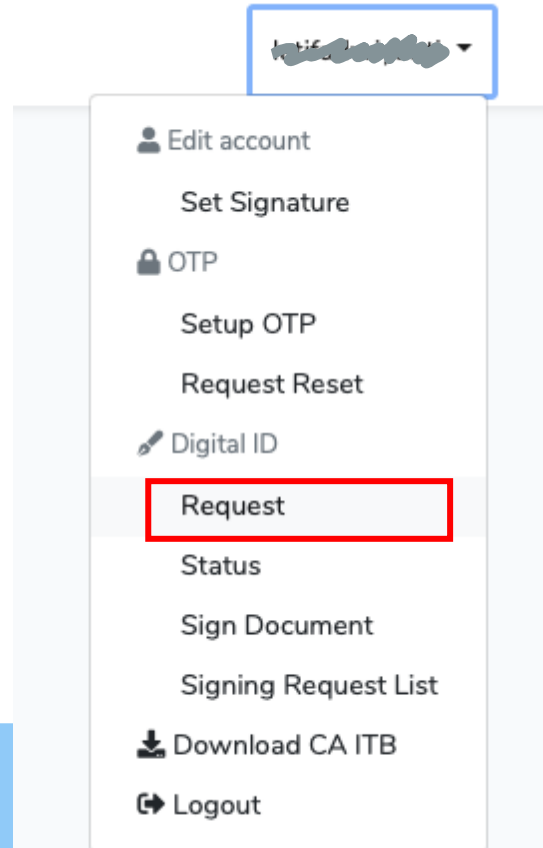 Edit account
Set Signature
OTP
Setup OTP
Request Reset
Digital ID
Request
Status
Sign Document
Signing Request List
Download CA ITB
Logout